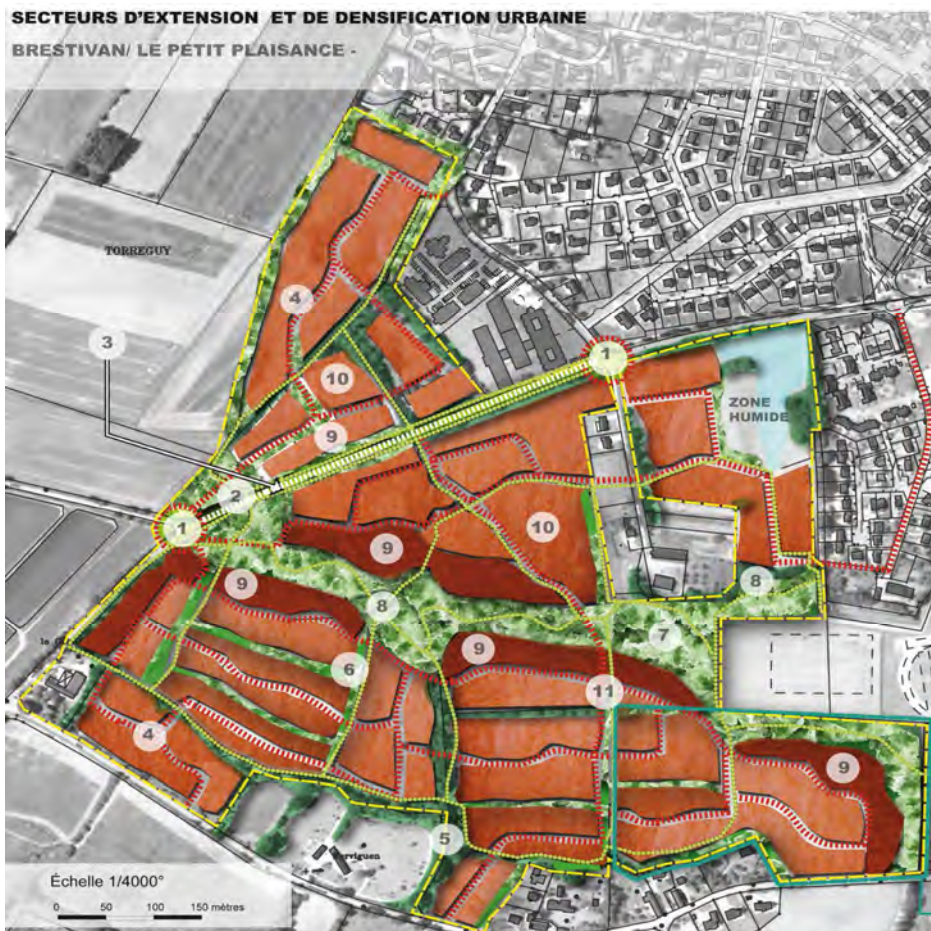 SECTEURS D'EXTENSION ET DE DENSIFICATION URBAINE
BRESTIVAN/ LE PETIT PLAISANCE -
TORREGUY
4
3
1
10
ZONE
HUMIDE
9
2
1
10
9
9
8
8
7
9
6
11
4
9
5
Échelle 1/4000°
0 50 100 150 mètres